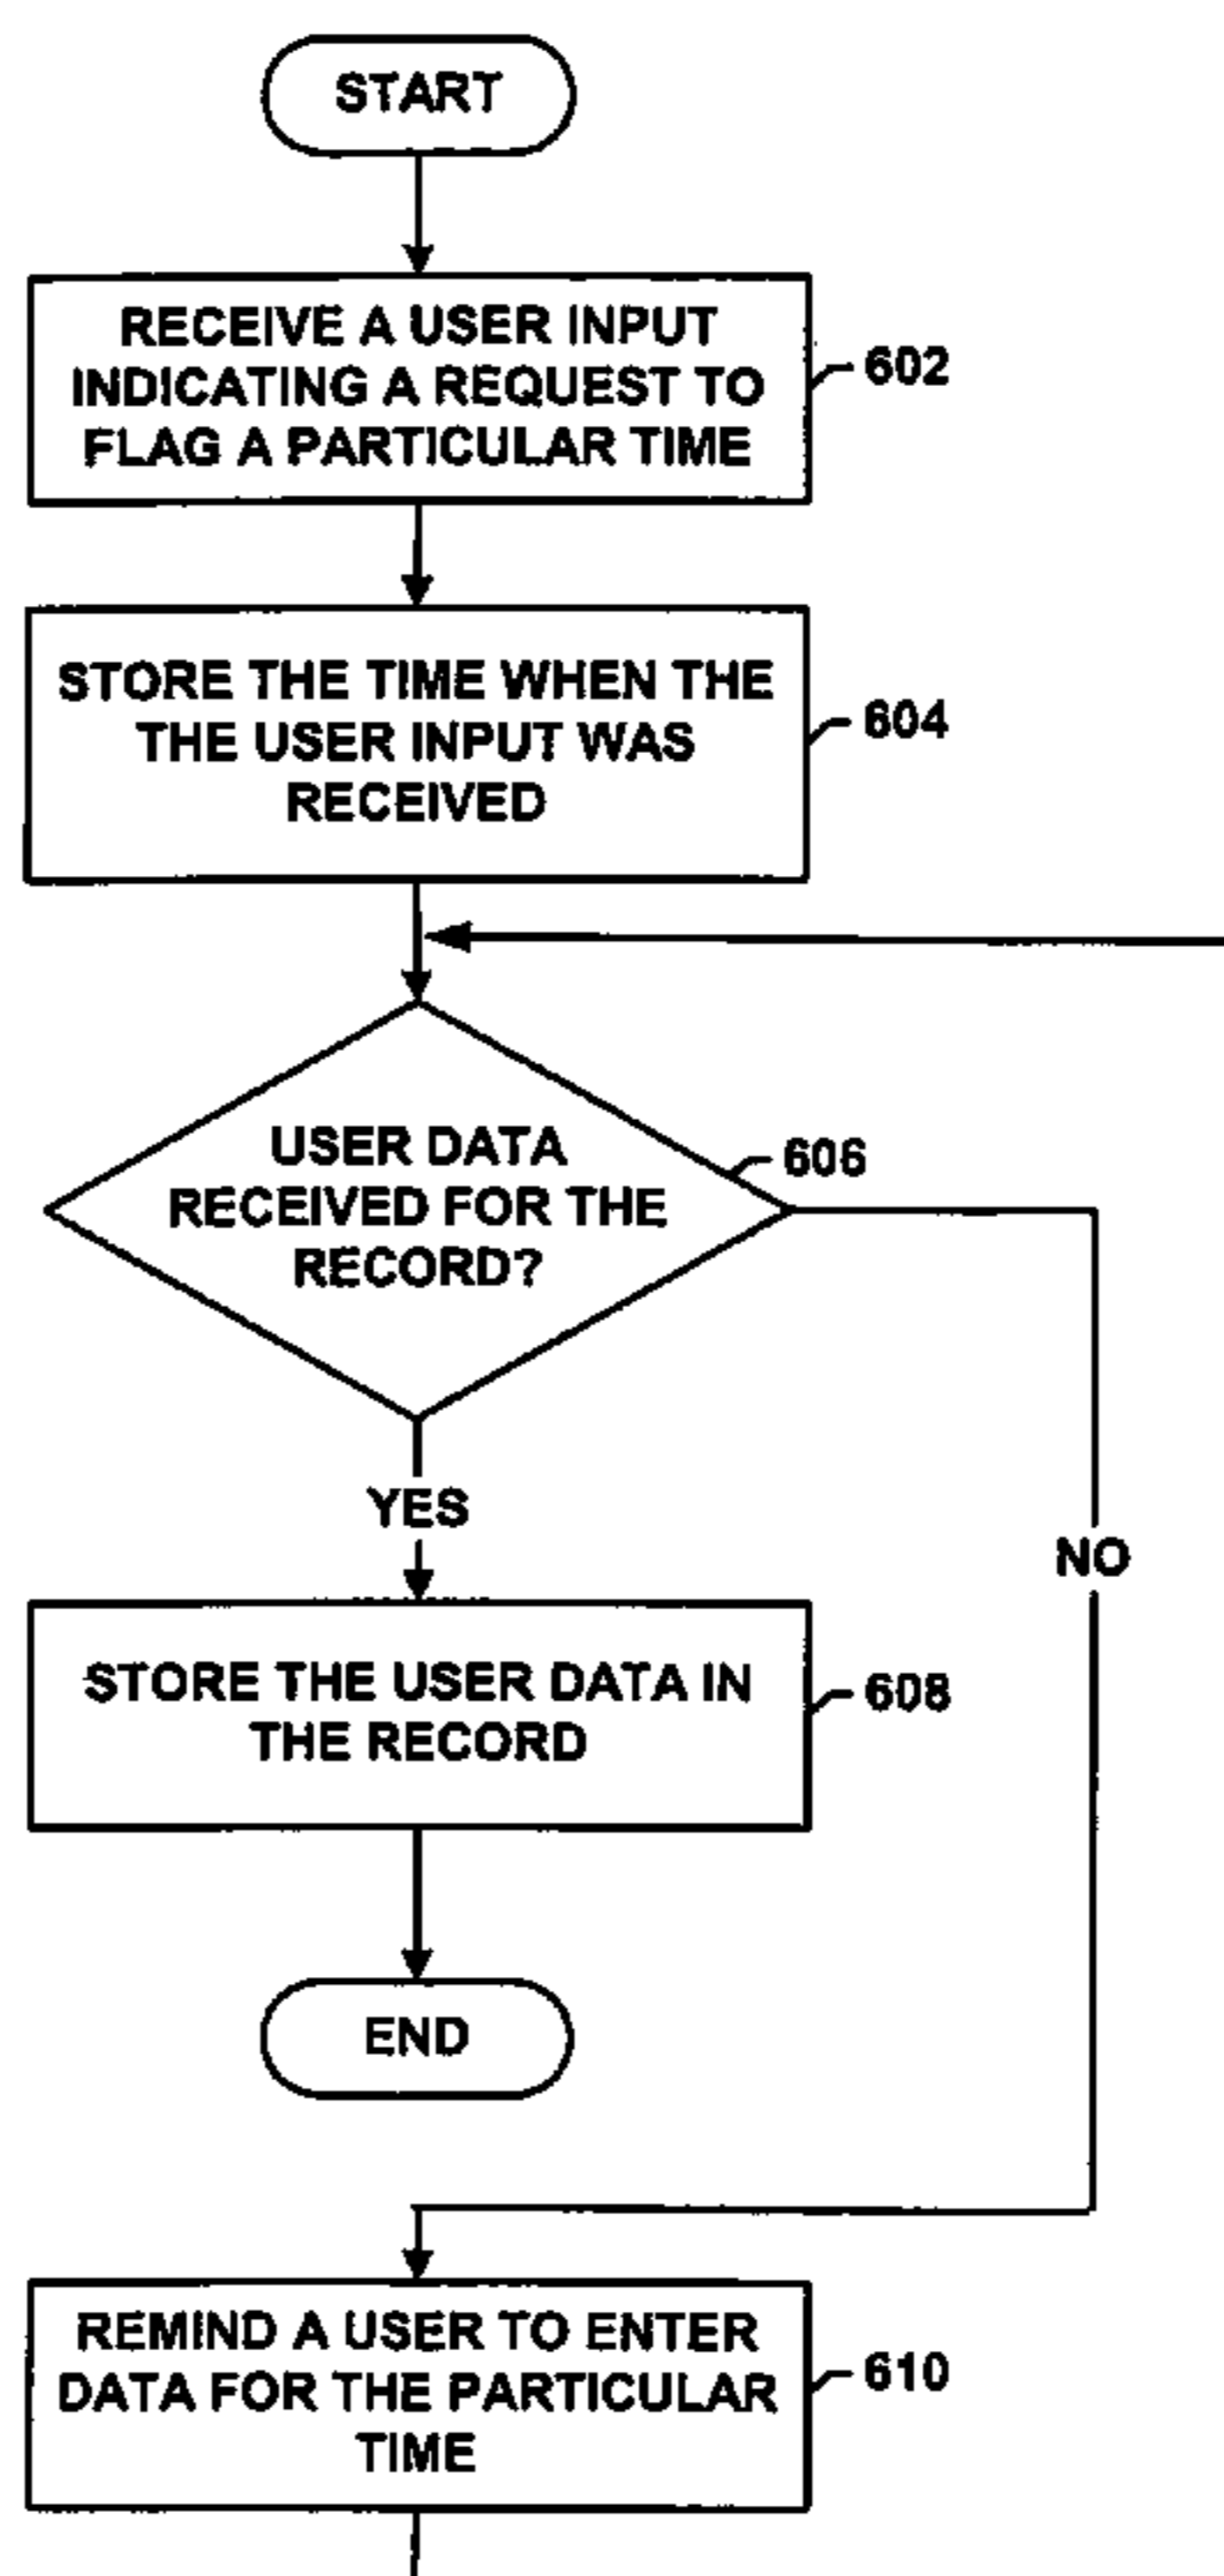 START
RECEIVE A USER INPUT
INDICATING A REQUEST TO
FLAG A PARTICULAR TIME
602
STORE THE TIME WHEN THE
THE USER INPUT WAS
RECEIVED
604
USER DATA
RECEIVED FOR THE
RECORD?
606
YES
NO
STORE THE USER DATA IN
THE RECORD
608
END
REMIND A USER TO ENTER
DATA FOR THE PARTICULAR
TIME
610